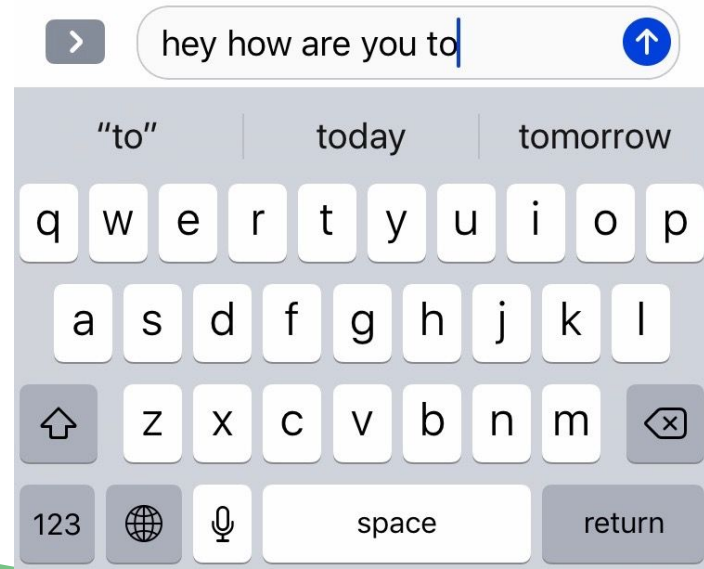 hey how are you to
“to” today tomorrow
q w e r t y u i o p
a s d f g h j k l
z x c v b n m
123 space return